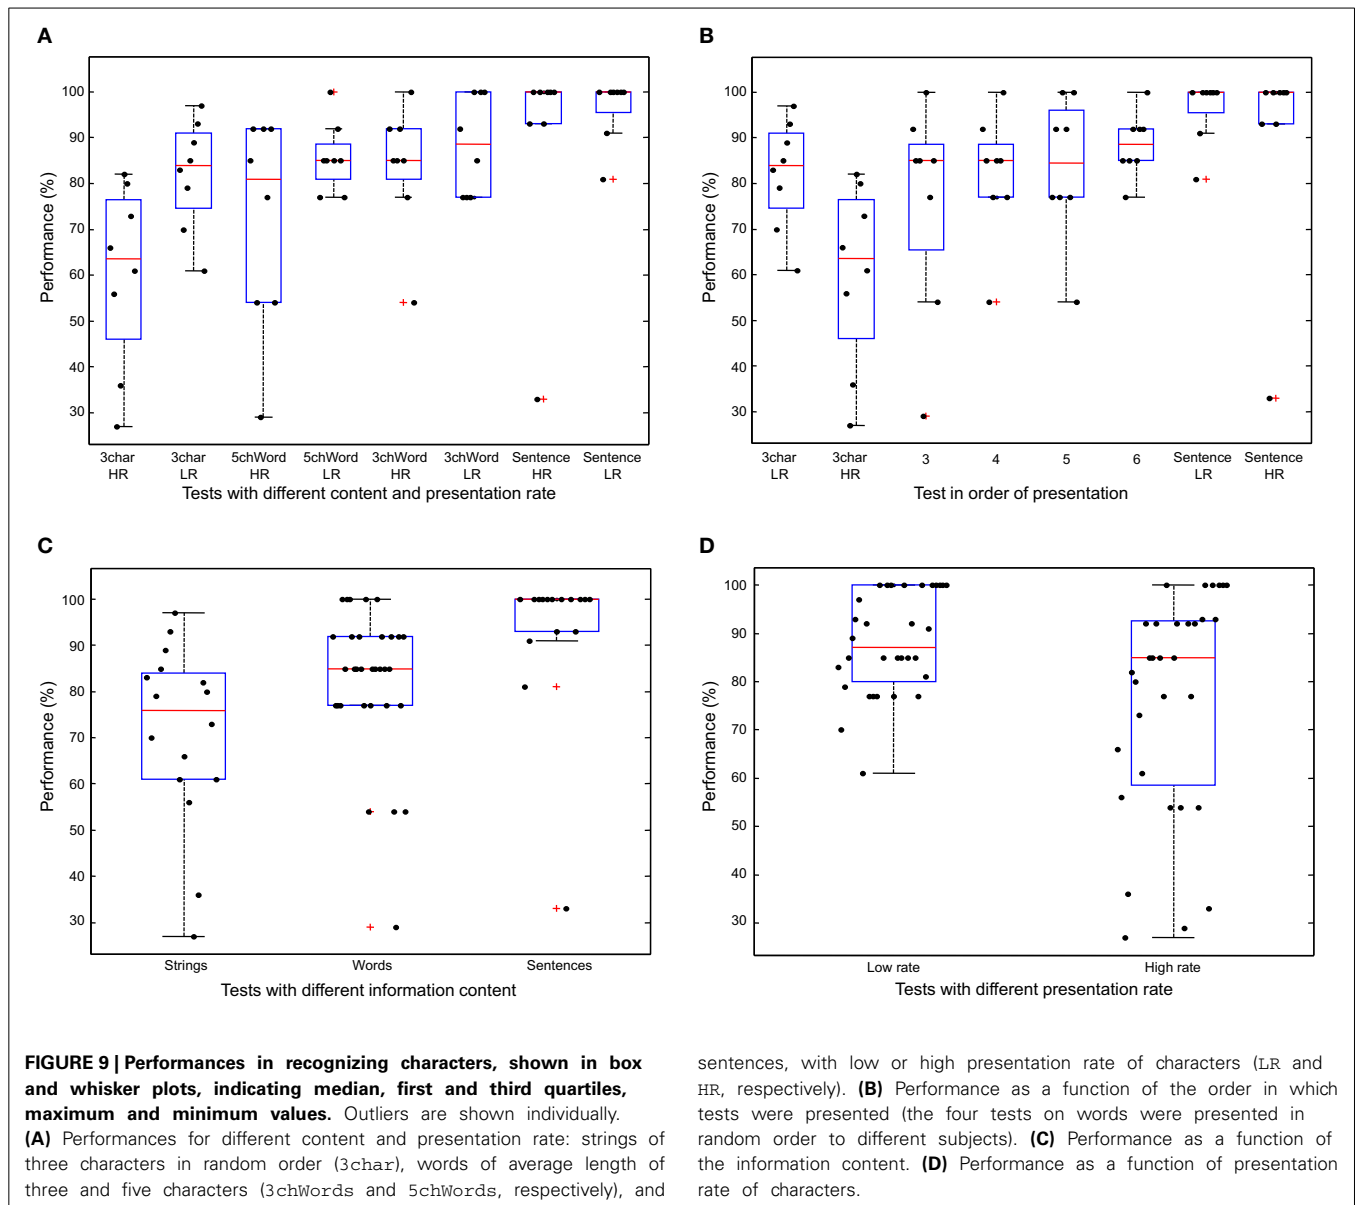 A
Performance (%)
100
90
80
70
60
50
40
30
3char HR
3char LR
5chWord HR
5chWord LR
3chWord HR
3chWord LR
Sentence HR
Sentence LR
Tests with different content and presentation rate
B
Performance (%)
100
90
80
70
60
50
40
30
3char LR
3char HR
3
4
5
6
Sentence LR
Sentence HR
Test in order of presentation
C
Performance (%)
100
90
80
70
60
50
40
30
Strings
Words
Sentences
Tests with different information content
D
Performance (%)
100
90
80
70
60
50
40
30
Low rate
High rate
Tests with different presentation rate
FIGURE 9 | Performances in recognizing characters, shown in box
and whisker plots, indicating median, first and third quartiles,
maximum and minimum values. Outliers are shown individually.
(A) Performances for different content and presentation rate: strings of
three characters in random order (3char), words of average length of
three and five characters (3chWords and 5chWords, respectively), and
sentences, with low or high presentation rate of characters (LR and
HR, respectively). (B) Performance as a function of the order in which
tests were presented (the four tests on words were presented in
random order to different subjects). (C) Performance as a function of
the information content. (D) Performance as a function of presentation
rate of characters.